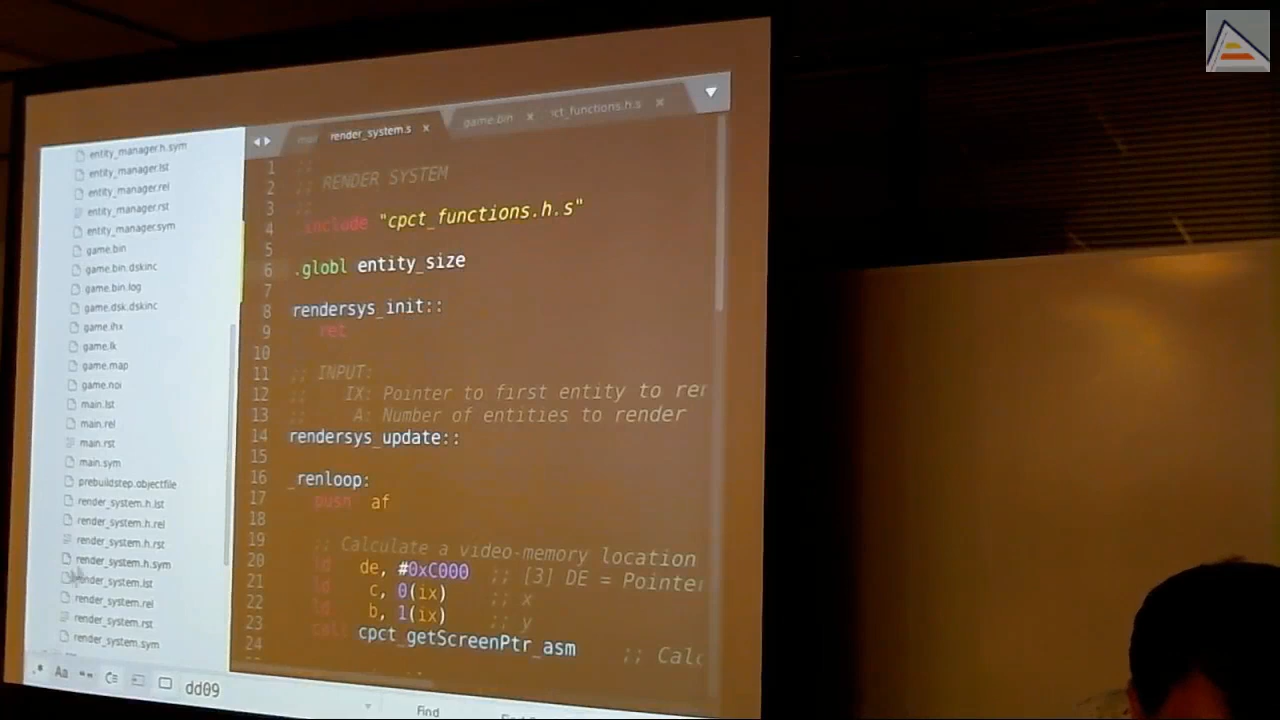 entity_manager.h.sym
entity_manager.lst
entity_manager.rel
entity_manager.rst
entity_manager.sym
game.bin
game.bin.dskinc
game.bin.log
game.dsk.dskinc
game.ihx
game.lk
game.map
game.noi
main.lst
main.rel
main.rst
main.sym
prebuildstep.objectfile
render_system.h.lst
render_system.h.rel
render_system.h.rst
render_system.h.sym
render_system.lst
render_system.rel
render_system.rst
render_system.sym
render_system.s × game.bin × ct_functions.h.s ×
1 ;;
2 ;; RENDER SYSTEM
3 ;;
4 .include "cpct_functions.h.s"
5
6 .globl entity_size
7
8 rendersys_init::
9 ret
10
11 ;; INPUT:
12 ;; IX: Pointer to first entity to rer
13 ;; A: Number of entities to render
14 rendersys_update::
15
16 _renloop:
17 push af
18
19 ;; Calculate a video-memory location
20 ld de, #0xC000 ;; [3] DE = Pointer
21 ld c, 0(ix) ;; x
22 ld b, 1(ix) ;; y
23 call cpct_getScreenPtr_asm ;; Calc
24
.* Aa "" dd09
Find